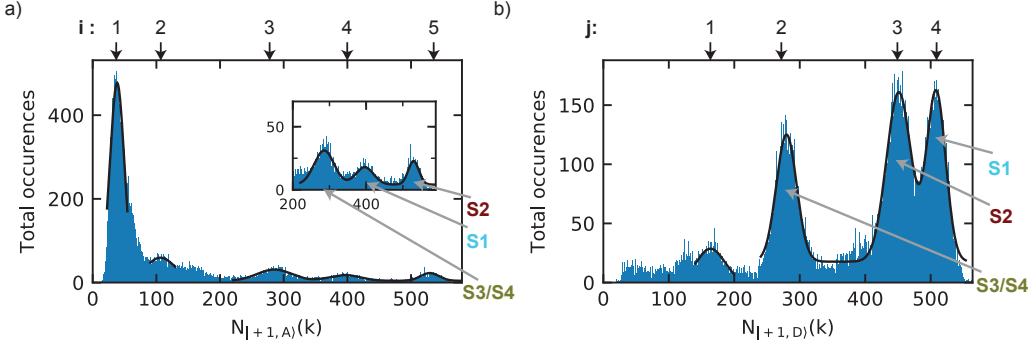 a)
i : 1 2 3 4 5
Total occurences
400
200
0
0 100 200 300 400 500
N|+1,A⟩(k)
50
0
200 400
S2
S1
S3/S4
b)
j: 1 2 3 4
Total occurences
150
100
50
0
0 100 200 300 400 500
N|+1,D⟩(k)
S1
S2
S3/S4